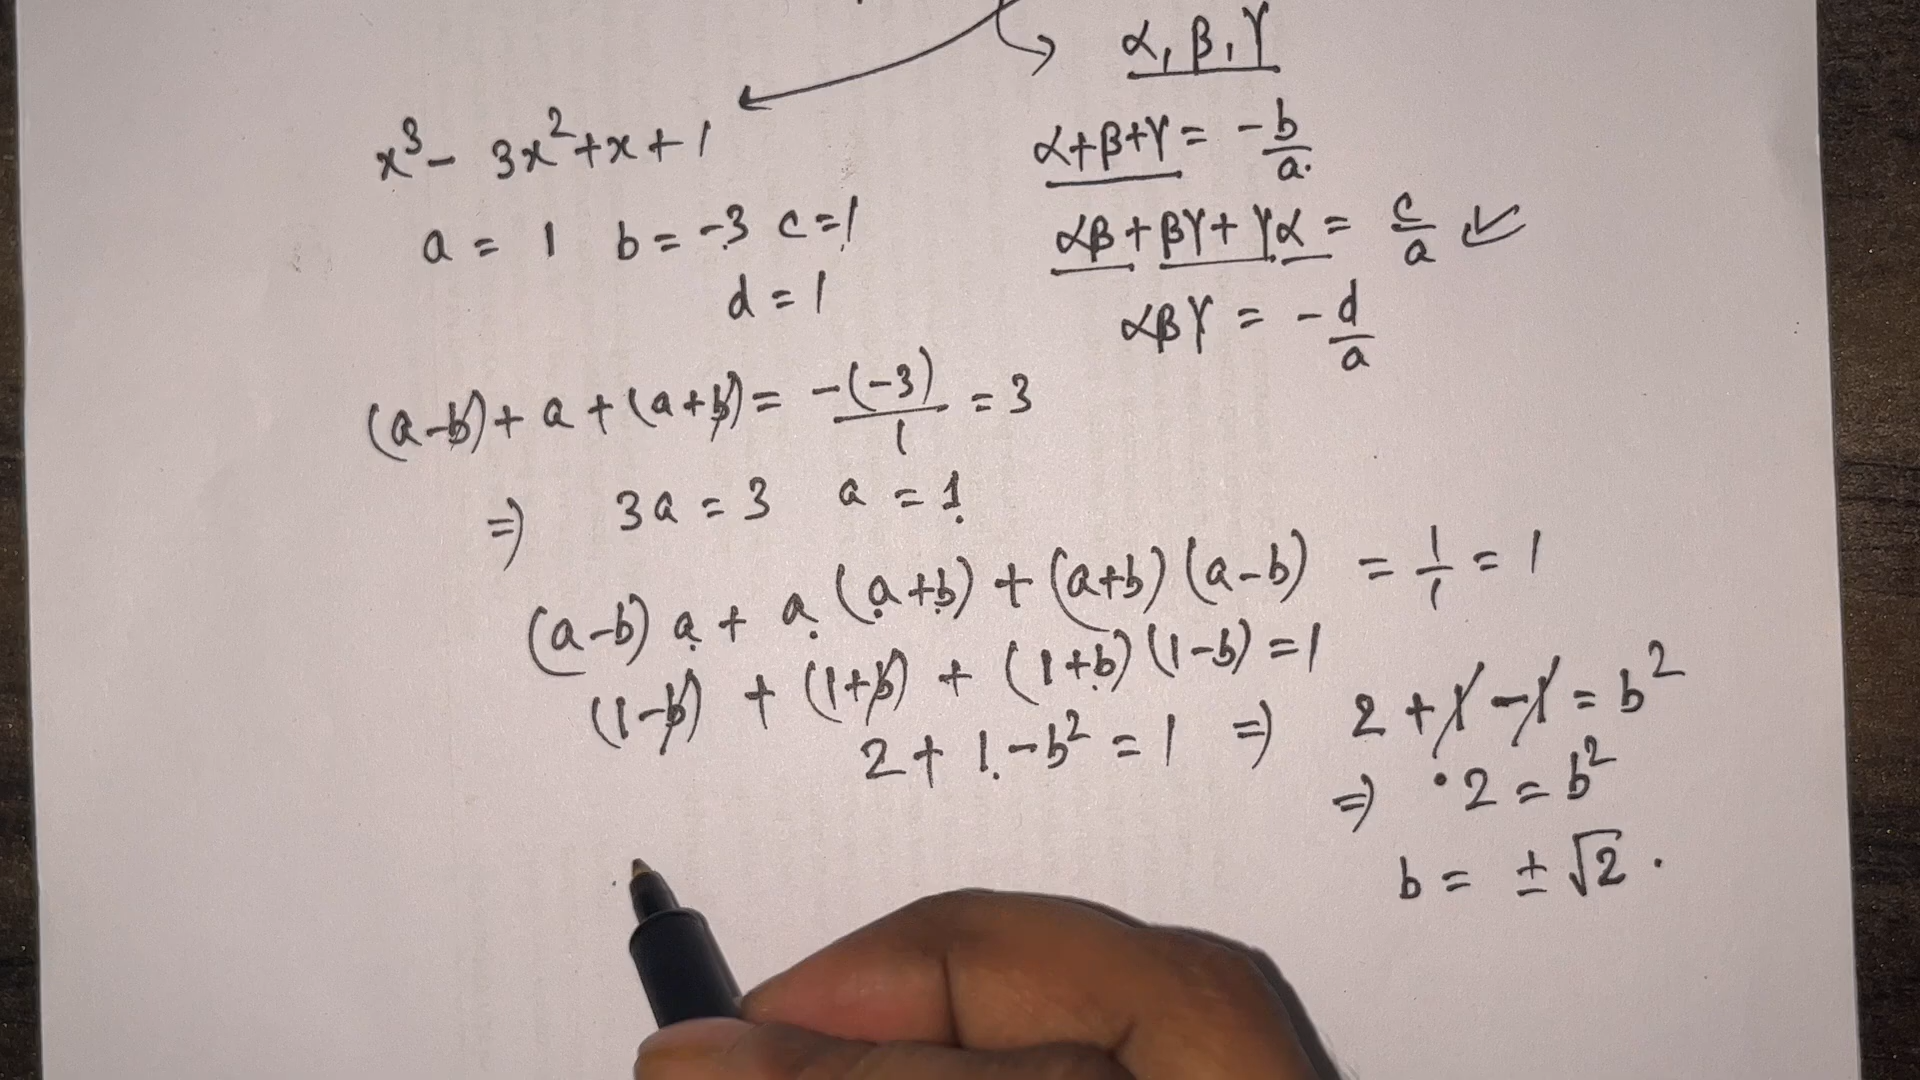 α, β, γ
x³ - 3x² + x + 1
α+β+γ = -b/a
a = 1 b = -3 c = 1
αβ + βγ + γα = c/a ✓
d = 1
αβγ = -d/a
(a-b) + a + (a+b) = -(-3)/1 = 3
⇒ 3a = 3 a = 1
(a-b) a + a (a+b) + (a+b) (a-b) = 1/1 = 1
(1-b) + (1+b) + (1+b) (1-b) = 1
2 + 1 - b² = 1 ⇒ 2 + 1 - 1 = b²
⇒ 2 = b²
b = ± √2 .